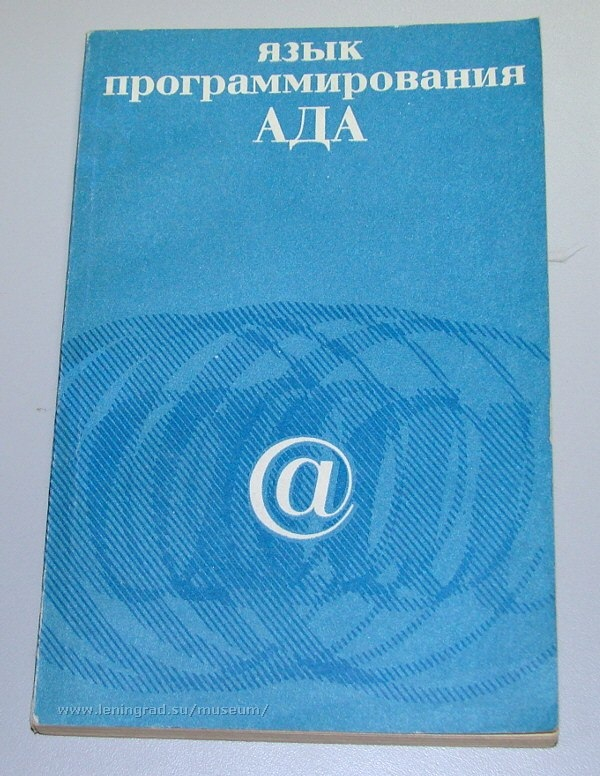 язык
программирования
АДА
@
www.leningrad.su/museum/